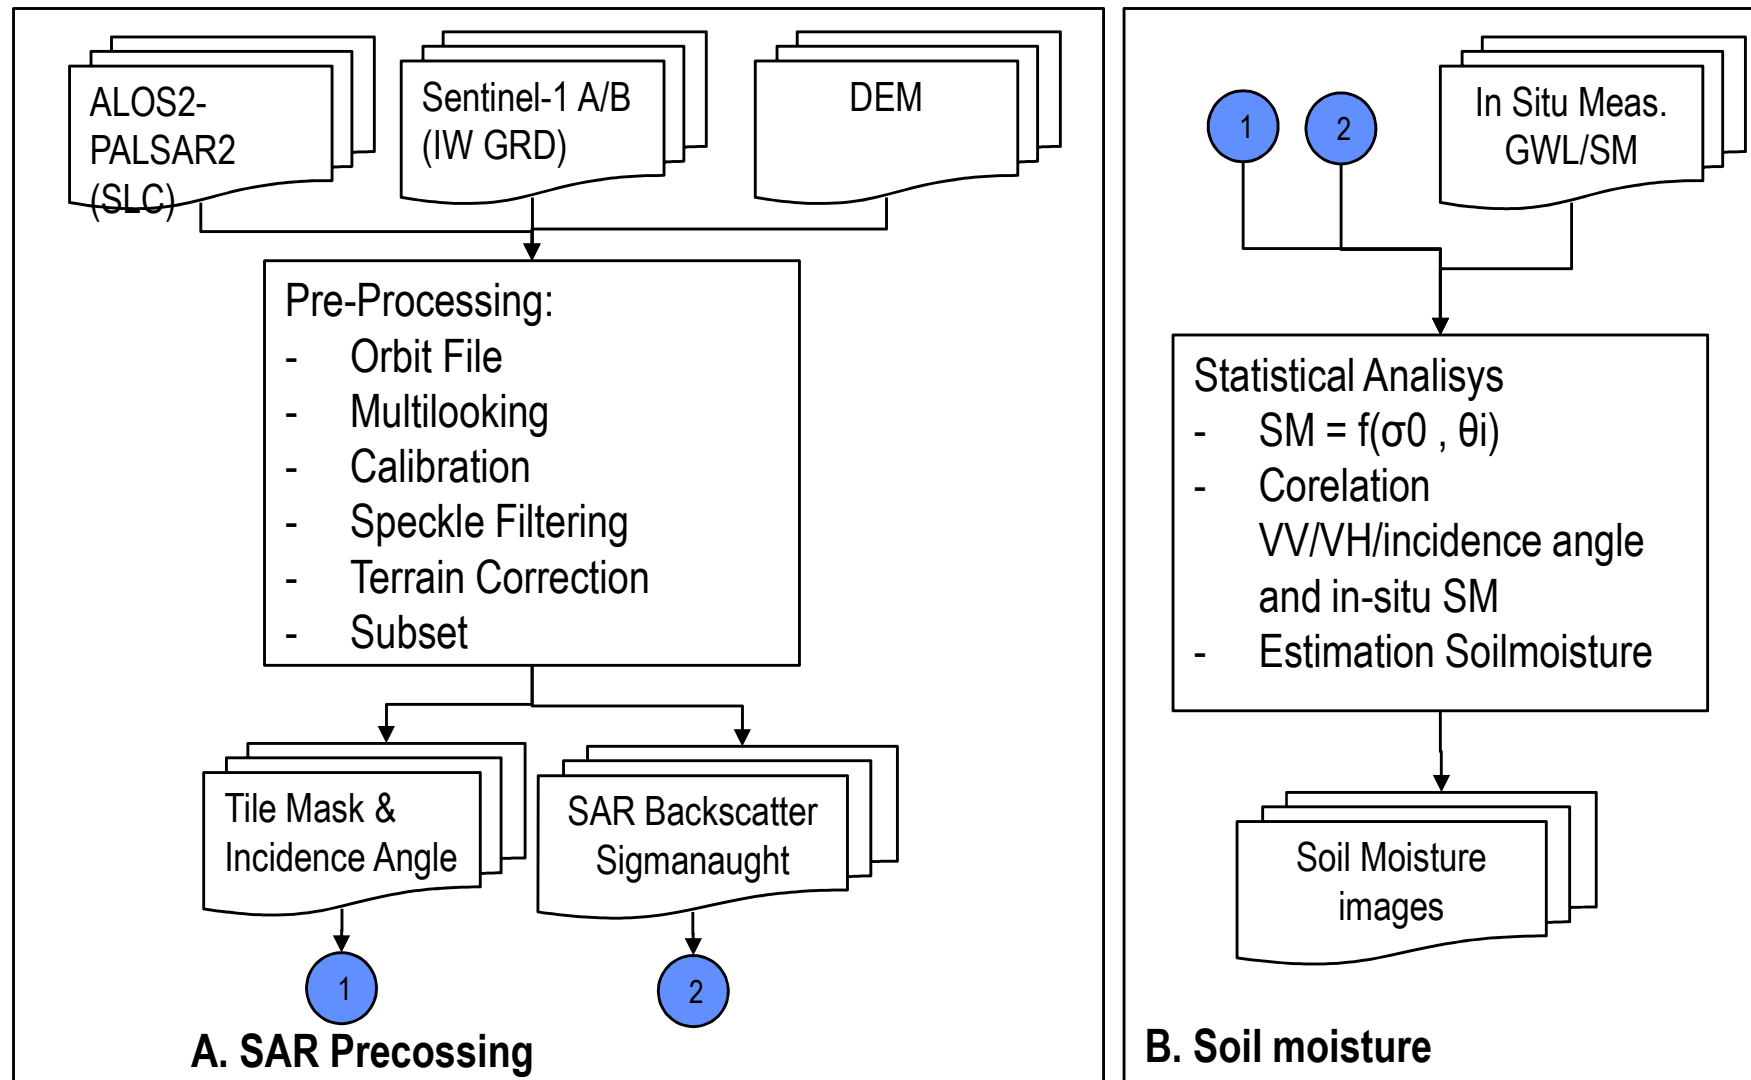 ALOS2-
PALSAR2
(SLC)
Sentinel-1 A/B
(IW GRD)
DEM
Pre-Processing:
- Orbit File
- Multilooking
- Calibration
- Speckle Filtering
- Terrain Correction
- Subset
Tile Mask &
Incidence Angle
SAR Backscatter
Sigmanaught
1
2
A. SAR Precossing
1
2
In Situ Meas.
GWL/SM
Statistical Analisys
- SM = f(σ0 , θi)
- Corelation
VV/VH/incidence angle
and in-situ SM
- Estimation Soilmoisture
Soil Moisture
images
B. Soil moisture